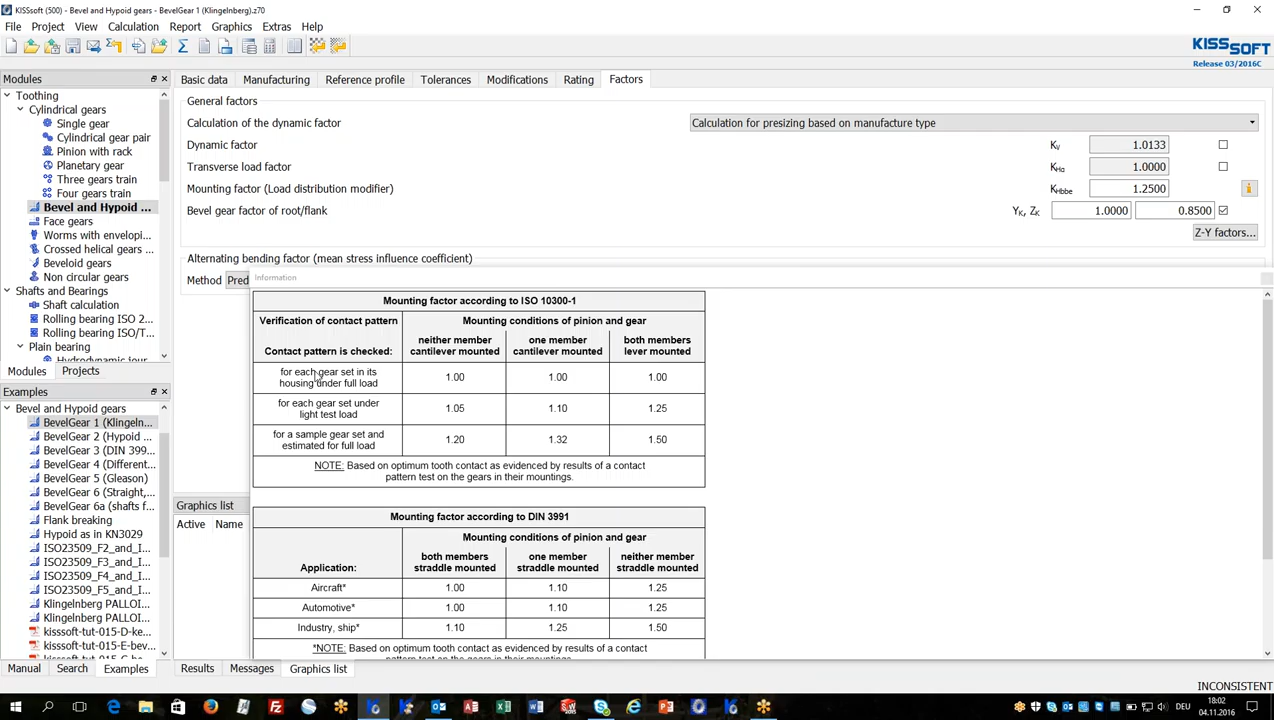 KISSsoft (500) - Bevel and Hypoid gears - BevelGear 1 (Klingelnberg).z70
File Project View Calculation Report Graphics Extras Help
KISSSOFT
Release 03/2016C
Modules
Toothing
Cylindrical gears
Single gear
Cylindrical gear pair
Pinion with rack
Planetary gear
Three gears train
Four gears train
Bevel and Hypoid ...
Face gears
Worms with envelopi...
Crossed helical gears ...
Beveloid gears
Non circular gears
Shafts and Bearings
Shaft calculation
Rolling bearing ISO 2...
Rolling bearing ISO/T...
Plain bearing
Hydrodynamic jour
Modules Projects
Examples
Bevel and Hypoid gears
BevelGear 1 (Klingeln...
BevelGear 2 (Hypoid ...
BevelGear 3 (DIN 399...
BevelGear 4 (Different...
BevelGear 5 (Gleason)
BevelGear 6 (Straight,...
BevelGear 6a (shafts f...
Flank breaking
Hypoid as in KN3029
ISO23509_F2_and_I...
ISO23509_F3_and_I...
ISO23509_F4_and_I...
ISO23509_F5_and_I...
Klingelnberg PALLOI...
Klingelnberg PALLOI...
kisssoft-tut-015-D-ke...
kisssoft-tut-015-E-bev...
Manual Search Examples
Basic data Manufacturing Reference profile Tolerances Modifications Rating Factors
General factors
Calculation of the dynamic factor Calculation for presizing based on manufacture type
Dynamic factor KV 1.0133
Transverse load factor KHα 1.0000
Mounting factor (Load distribution modifier) KHbbe 1.2500
Bevel gear factor of root/flank YK, ZK 1.0000 0.8500
Z-Y factors...
Alternating bending factor (mean stress influence coefficient)
Method Pred
Information
Mounting factor according to ISO 10300-1
Verification of contact pattern Mounting conditions of pinion and gear
Contact pattern is checked:
neither member cantilever mounted
one member cantilever mounted
both members lever mounted
for each gear set in its housing under full load 1.00 1.00 1.00
for each gear set under light test load 1.05 1.10 1.25
for a sample gear set and estimated for full load 1.20 1.32 1.50
NOTE: Based on optimum tooth contact as evidenced by results of a contact
pattern test on the gears in their mountings.
Mounting factor according to DIN 3991
Mounting conditions of pinion and gear
Application:
both members straddle mounted
one member straddle mounted
neither member straddle mounted
Aircraft* 1.00 1.10 1.25
Automotive* 1.00 1.10 1.25
Industry, ship* 1.10 1.25 1.50
*NOTE: Based on optimum tooth contact as evidenced by results of a contact
pattern test on the gears in their mountings.
Graphics list
Active Name
Results Messages Graphics list
INCONSISTENT
DEU
18:02
04.11.2016